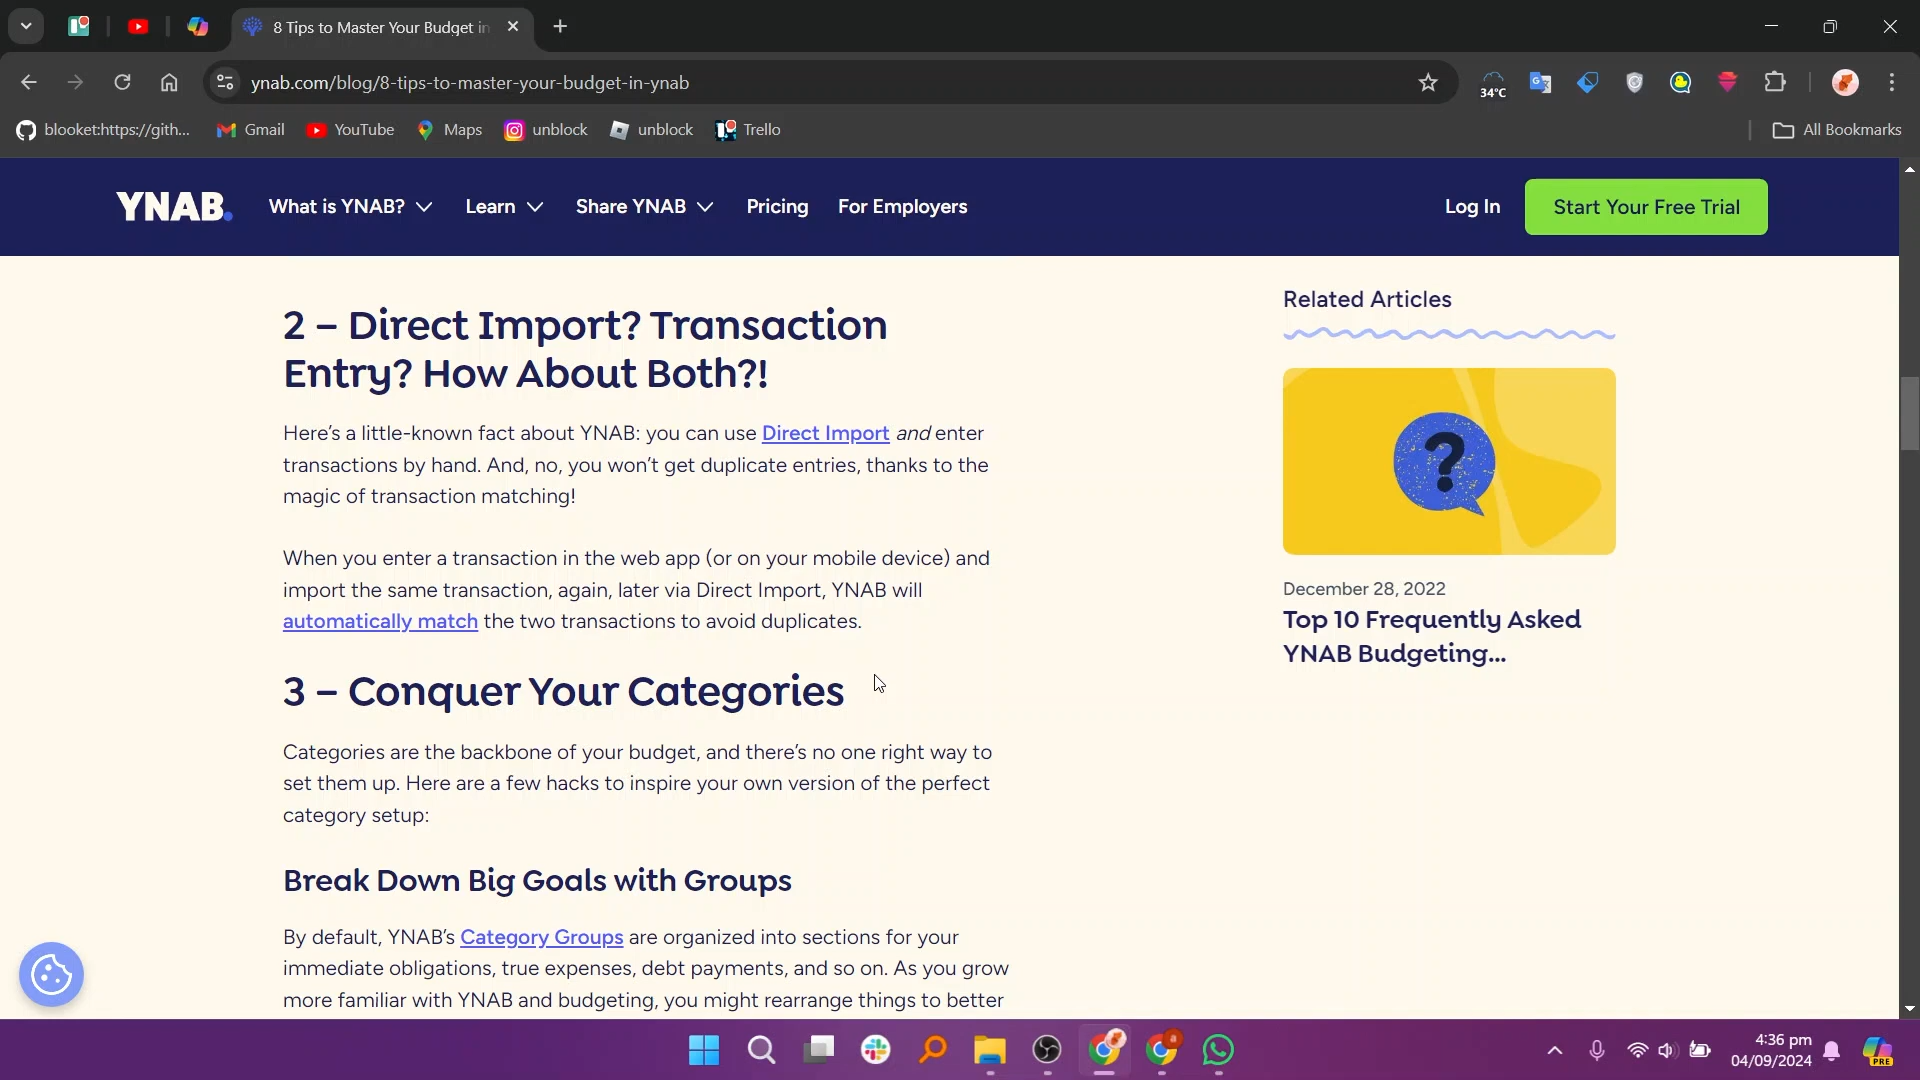 8 Tips to Master Your Budget in
ynab.com/blog/8-tips-to-master-your-budget-in-ynab
34°C
blooket:https://gith...
Gmail
YouTube
Maps
unblock
unblock
Trello
All Bookmarks
YNAB.
What is YNAB?
Learn
Share YNAB
Pricing
For Employers
Log In
Start Your Free Trial
2 – Direct Import? Transaction
Entry? How About Both?!
Here’s a little-known fact about YNAB: you can use Direct Import and enter
transactions by hand. And, no, you won’t get duplicate entries, thanks to the
magic of transaction matching!
When you enter a transaction in the web app (or on your mobile device) and
import the same transaction, again, later via Direct Import, YNAB will
automatically match the two transactions to avoid duplicates.
3 – Conquer Your Categories
Categories are the backbone of your budget, and there’s no one right way to
set them up. Here are a few hacks to inspire your own version of the perfect
category setup:
Break Down Big Goals with Groups
By default, YNAB’s Category Groups are organized into sections for your
immediate obligations, true expenses, debt payments, and so on. As you grow
more familiar with YNAB and budgeting, you might rearrange things to better
Related Articles
?
December 28, 2022
Top 10 Frequently Asked
YNAB Budgeting...
4:36 pm
04/09/2024
PRE